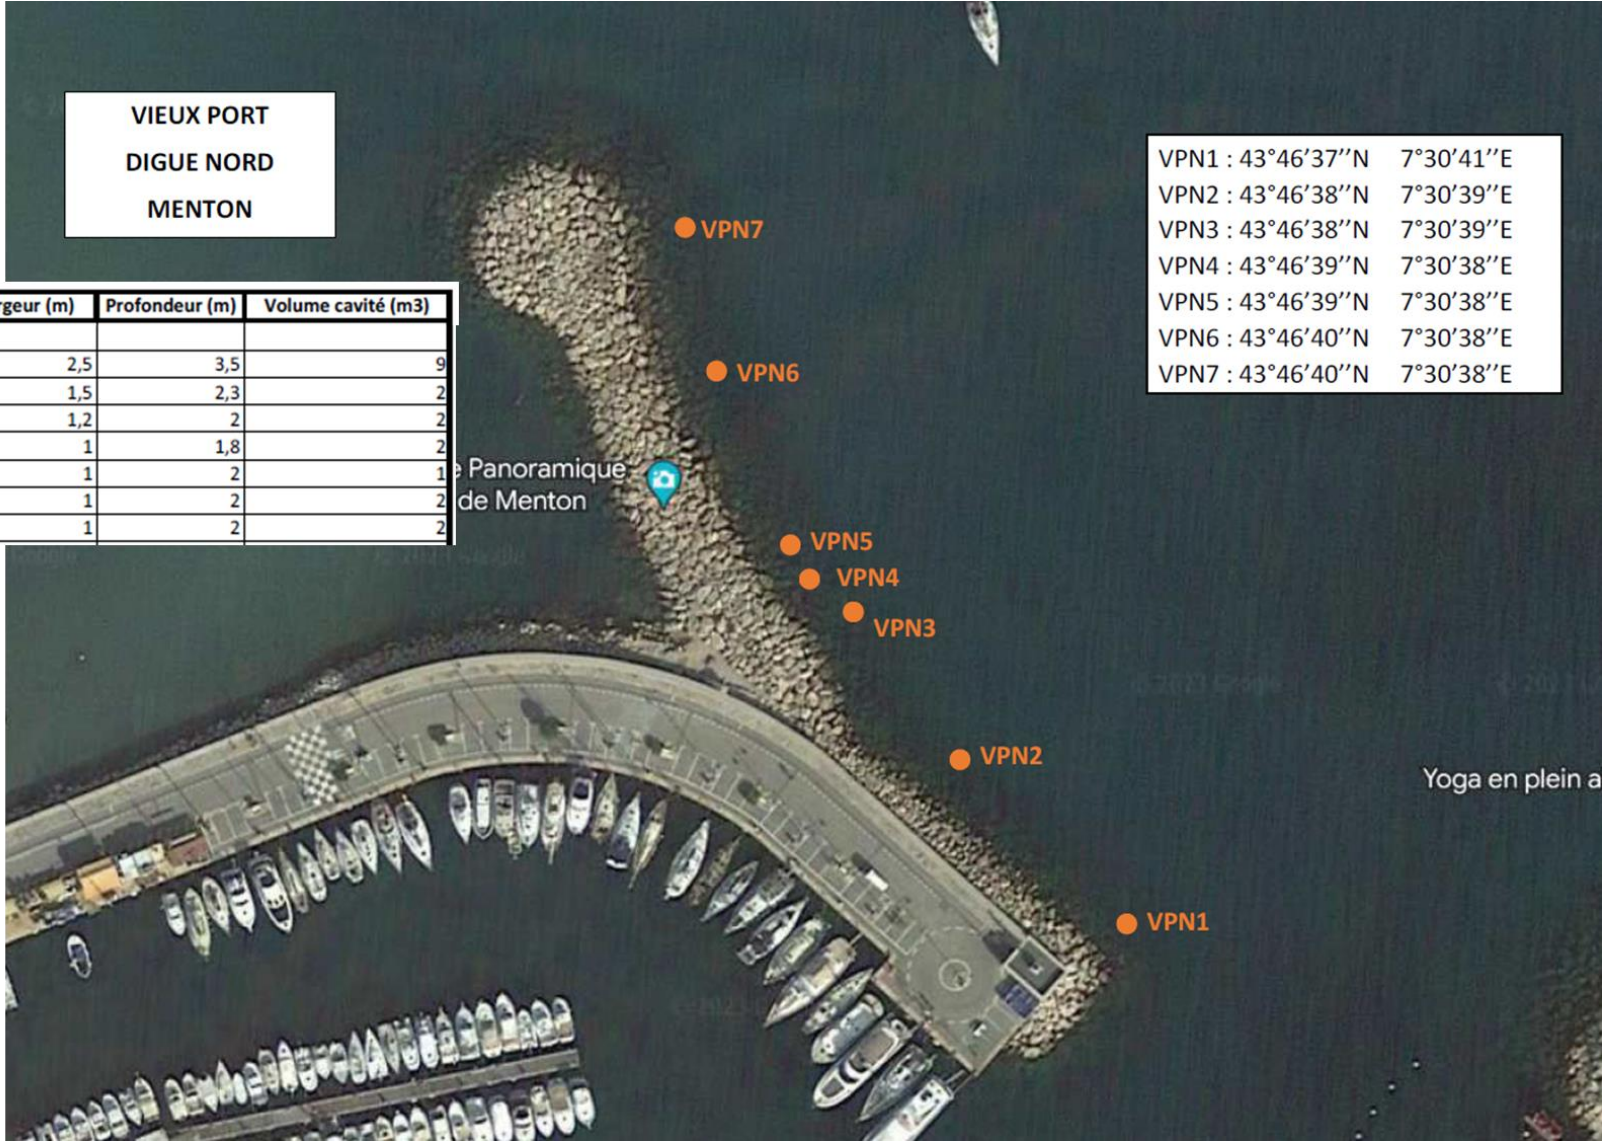 VIEUX PORT
DIGUE NORD
MENTON
VPN1 : 43°46’37’’N 7°30’41’’E
VPN2 : 43°46’38’’N 7°30’39’’E
VPN3 : 43°46’38’’N 7°30’39’’E
VPN4 : 43°46’39’’N 7°30’38’’E
VPN5 : 43°46’39’’N 7°30’38’’E
VPN6 : 43°46’40’’N 7°30’38’’E
VPN7 : 43°46’40’’N 7°30’38’’E
VPN7
rgeur (m) Profondeur (m) Volume cavité (m3)
2,5 3,5 9
1,5 2,3 2
1,2 2 2
1 1,8 2
1 2 1
1 2 2
1 2 2
VPN6
e Panoramique
de Menton
VPN5
VPN4
VPN3
VPN2
Yoga en plein a
VPN1